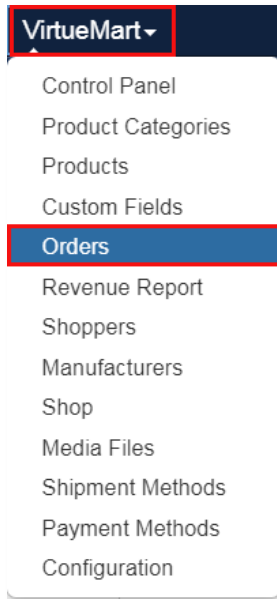 VirtueMart
Control Panel
Product Categories
Products
Custom Fields
Orders
Revenue Report
Shoppers
Manufacturers
Shop
Media Files
Shipment Methods
Payment Methods
Configuration